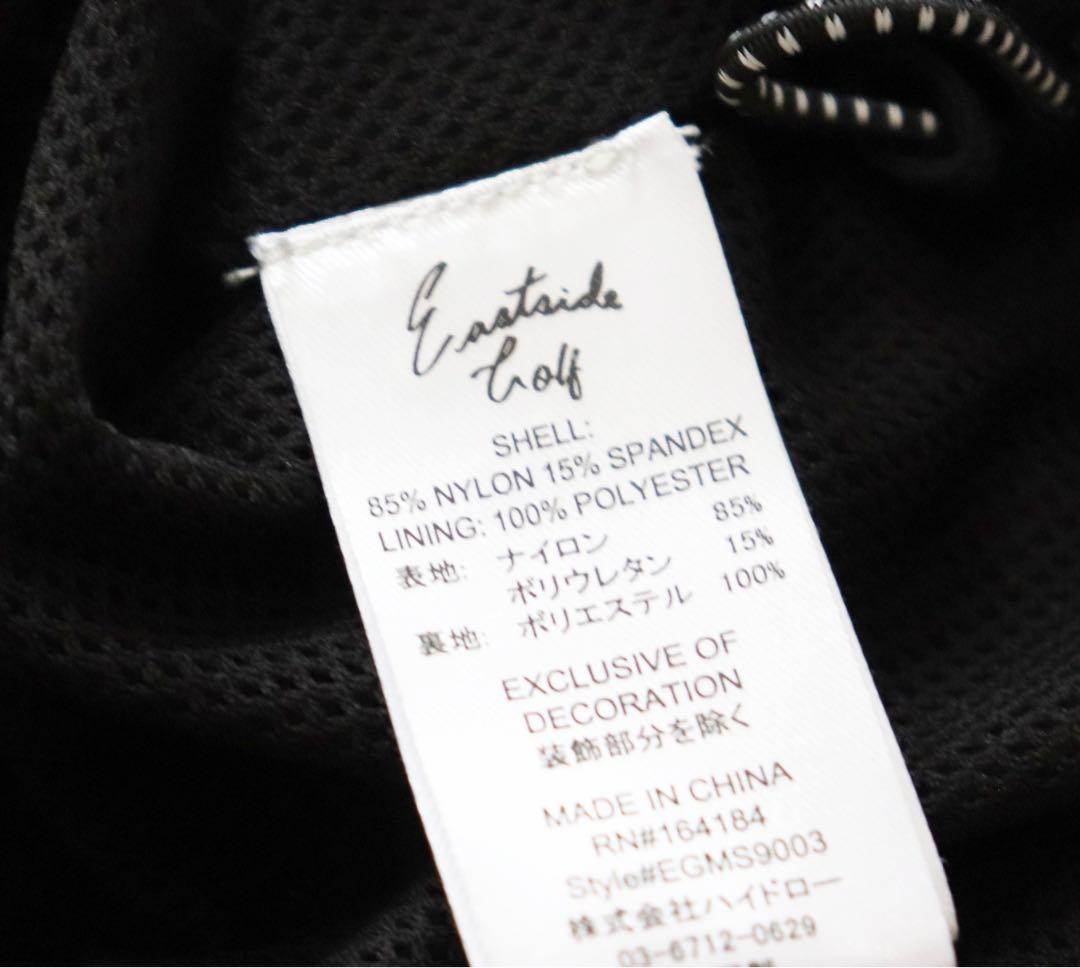 Eastside
Golf
SHELL:
85% NYLON 15% SPANDEX
LINING: 100% POLYESTER
表地: ナイロン 85%
ポリウレタン 15%
裏地: ポリエステル 100%
EXCLUSIVE OF
DECORATION
装飾部分を除く
MADE IN CHINA
RN#164184
Style#EGMS9003
株式会社ハイドロー
03-6712-0629